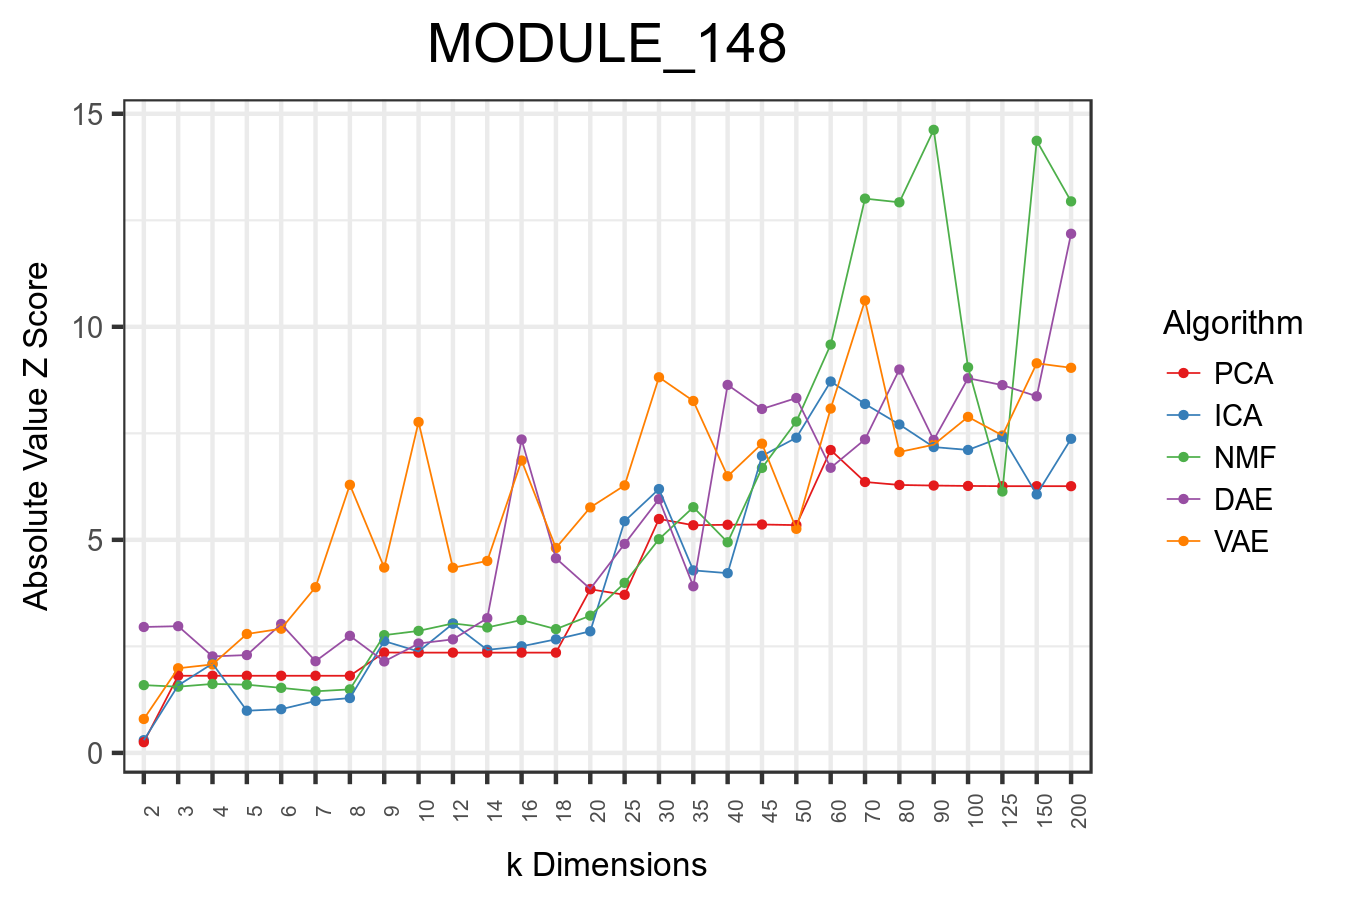 MODULE_148
Absolute Value Z Score
15
10
5
0
2 3 4 5 6 7 8 9 10 12 14 16 18 20 25 30 35 40 45 50 60 70 80 90 100 125 150 200
k Dimensions
Algorithm
PCA
ICA
NMF
DAE
VAE